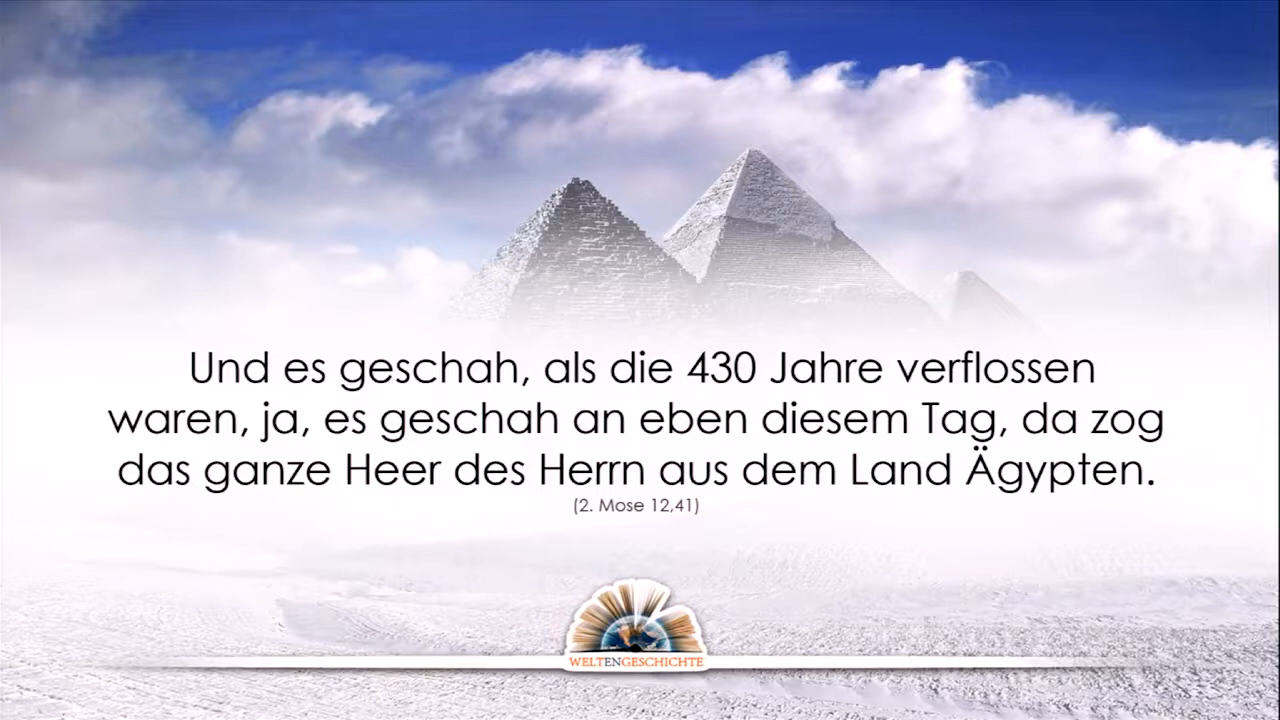 Und es geschah, als die 430 Jahre verflossen
waren, ja, es geschah an eben diesem Tag, da zog
das ganze Heer des Herrn aus dem Land Ägypten.
(2. Mose 12,41)
WELTENGESCHICHTE